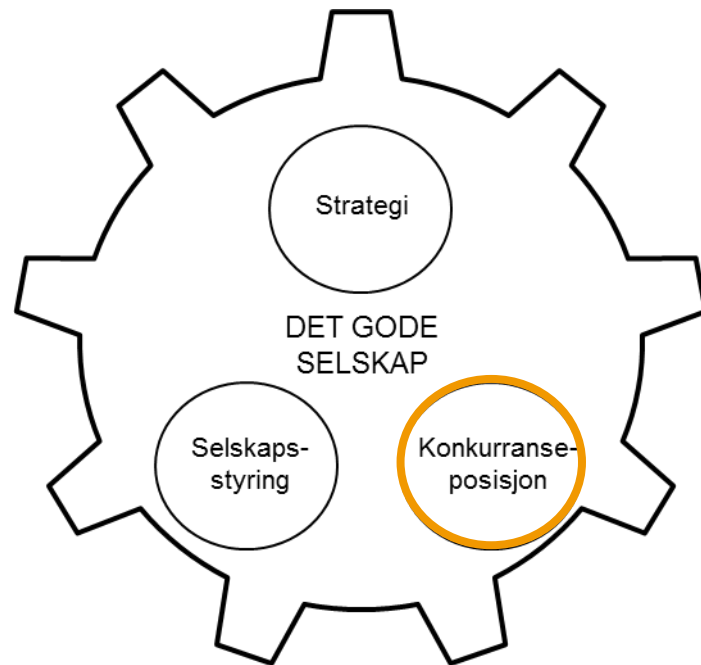 Strategi
DET GODE
SELSKAP
Selskaps-
styring
Konkurranse-
posisjon